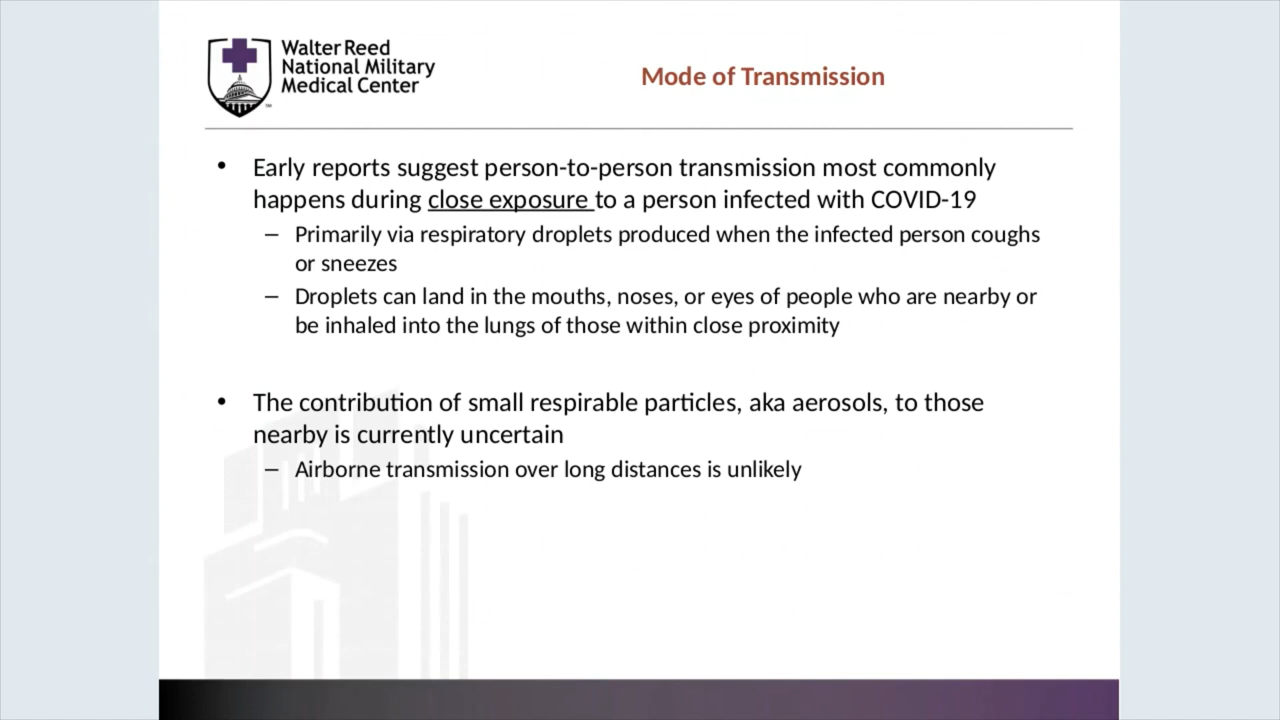 Walter Reed
National Military
Medical Center
™
Mode of Transmission
• Early reports suggest person-to-person transmission most commonly
happens during close exposure to a person infected with COVID-19
– Primarily via respiratory droplets produced when the infected person coughs
or sneezes
– Droplets can land in the mouths, noses, or eyes of people who are nearby or
be inhaled into the lungs of those within close proximity
• The contribution of small respirable particles, aka aerosols, to those
nearby is currently uncertain
– Airborne transmission over long distances is unlikely